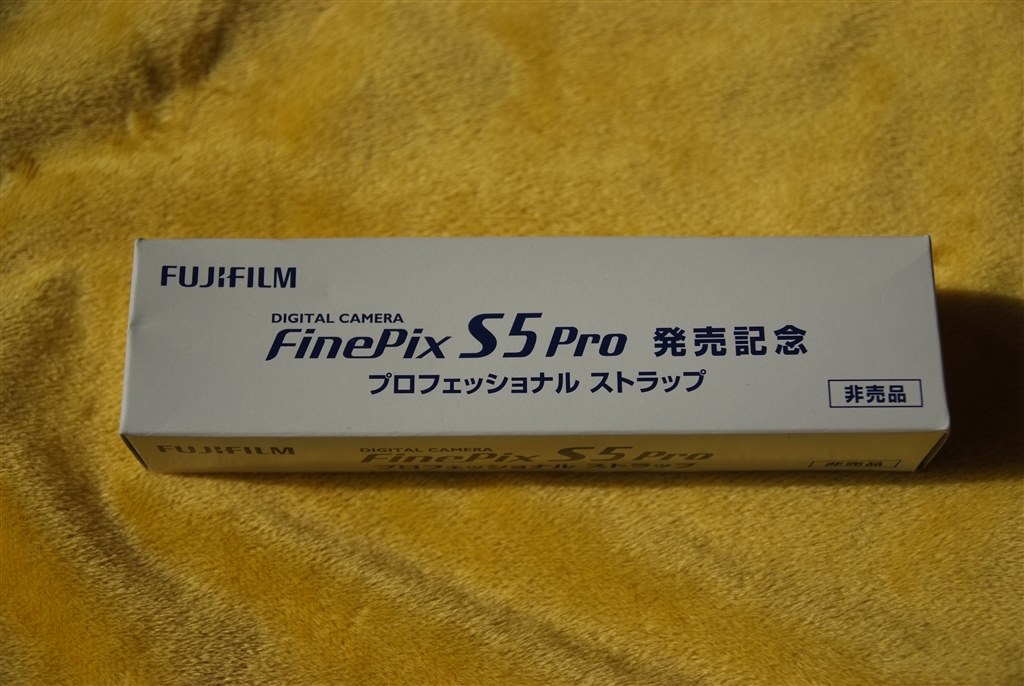 FUJIFILM
DIGITAL CAMERA
FinePix S5 Pro 発売記念
プロフェッショナル ストラップ
非売品
FUJIFILM
DIGITAL CAMERA
FinePix S5 Pro
プロフェッショナル ストラップ
非売品